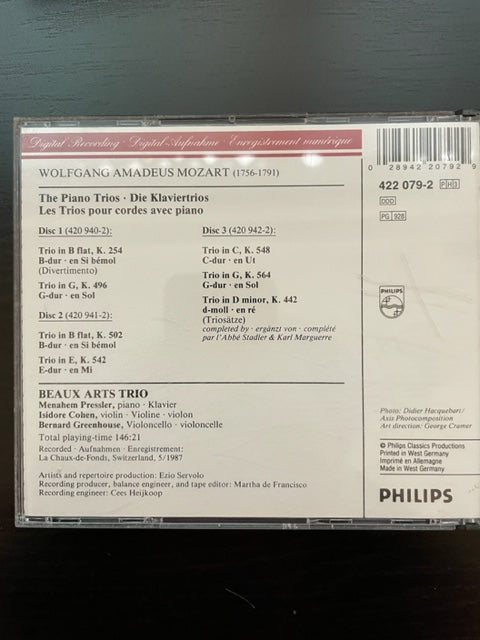 Digital Recording · Digital-Aufnahme · Enregistrement numérique
WOLFGANG AMADEUS MOZART (1756-1791)
The Piano Trios · Die Klaviertrios
Les Trios pour cordes avec piano
Disc 1 (420 940-2):
Trio in B flat, K. 254
B-dur · en Si bémol
(Divertimento)
Trio in G, K. 496
G-dur · en Sol
Disc 2 (420 941-2):
Trio in B flat, K. 502
B-dur · en Si bémol
Trio in E, K. 542
E-dur · en Mi
Disc 3 (420 942-2):
Trio in C, K. 548
C-dur · en Ut
Trio in G, K. 564
G-dur · en Sol
Trio in D minor, K. 442
d-moll · en ré
(Triosätze)
completed by · ergänzt von · complété
par l'Abbé Stadler & Karl Marguerre
BEAUX ARTS TRIO
Menahem Pressler, piano · Klavier
Isidore Cohen, violin · Violine · violon
Bernard Greenhouse, Violoncello · violoncelle
Total playing-time 146:21
Recorded · Aufnahmen · Enregistrement:
La Chaux-de-Fonds, Switzerland, 5/1987
Artists and repertoire production: Ezio Servolo
Recording producer, balance engineer, and tape editor: Martha de Francisco
Recording engineer: Cees Heijkoop
0 28942 20792 9
422 079-2 PH3
DDD
PG 928
PHILIPS
Photo: Didier Hacquebart/
Axis Photocomposition
Art direction: George Cramer
℗ Philips Classics Productions
Printed in West Germany
Imprimé en Allemagne
Made in West Germany
PHILIPS